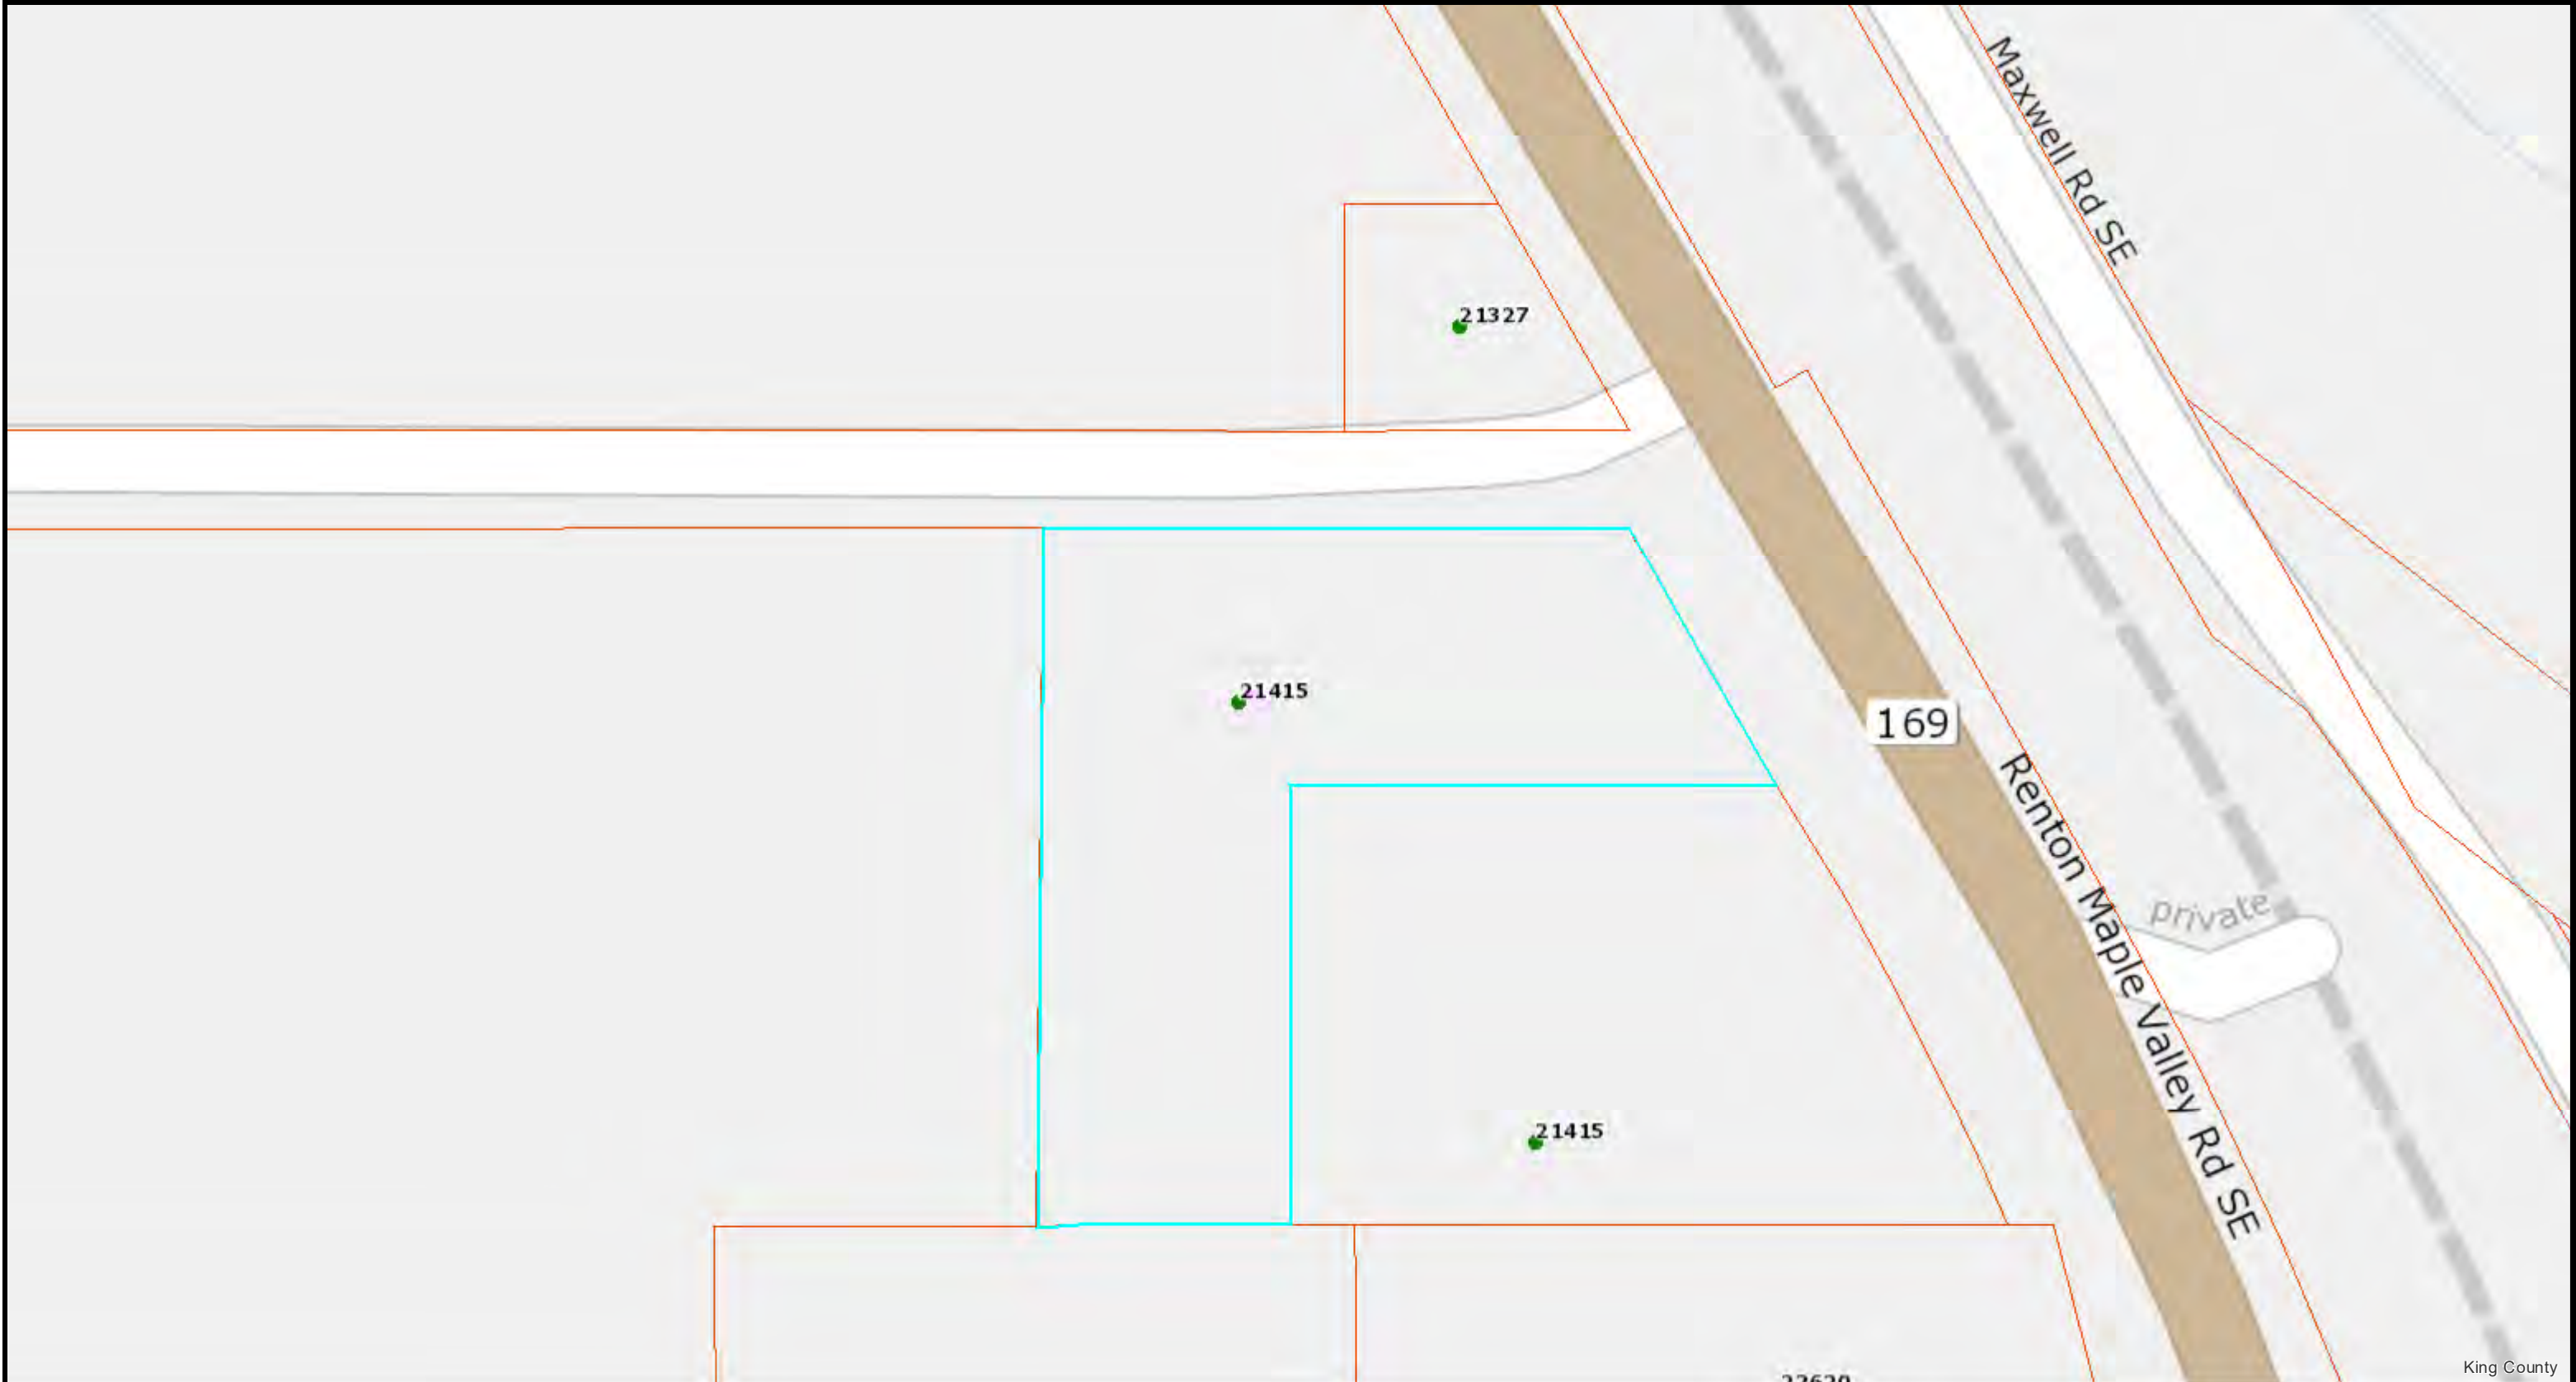 Maxwell Rd SE
21327
21415
169
Renton Maple Valley Rd SE
private
21415
King County